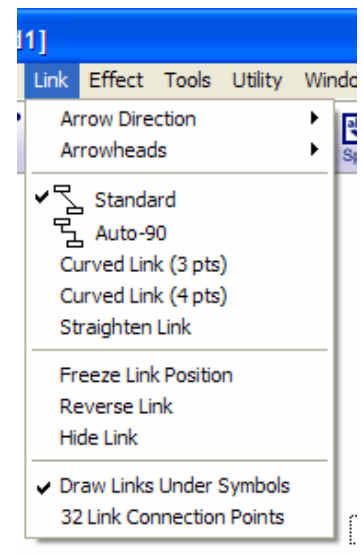 d1]
Link Effect Tools Utility Windo
Arrow Direction
Arrowheads
Standard
Auto-90
Curved Link (3 pts)
Curved Link (4 pts)
Straighten Link
Freeze Link Position
Reverse Link
Hide Link
Draw Links Under Symbols
32 Link Connection Points